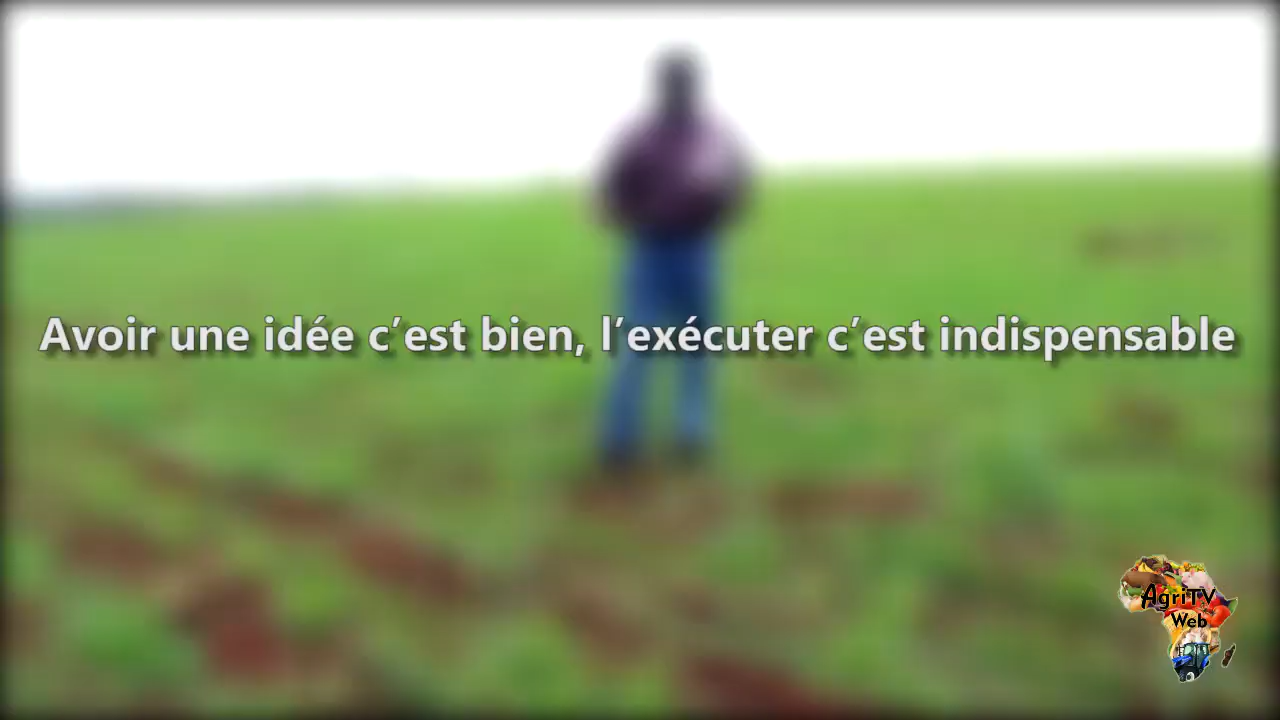 Avoir une idée c’est bien, l’exécuter c’est indispensable
AgriTV
Web